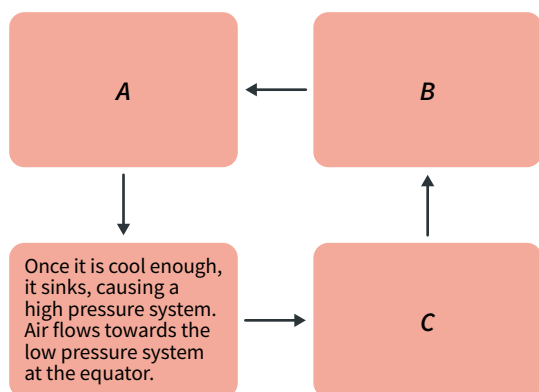 A
B
Once it is cool enough,
it sinks, causing a
high pressure system.
Air flows towards the
low pressure system
at the equator.
C